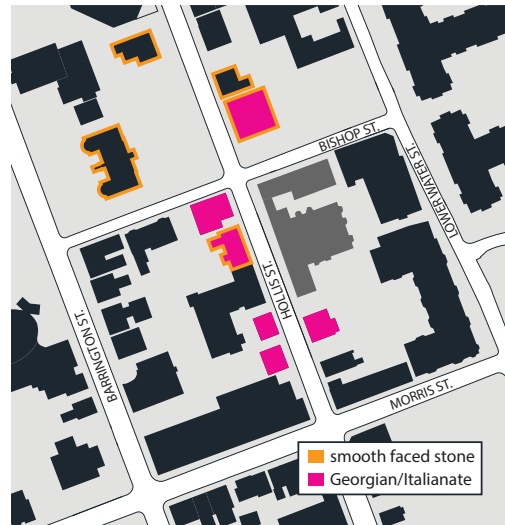 BISHOP ST.
LOWER WATER ST.
HOLLIS ST.
BARRINGTON ST.
MORRIS ST.
smooth faced stone
Georgian/Italianate